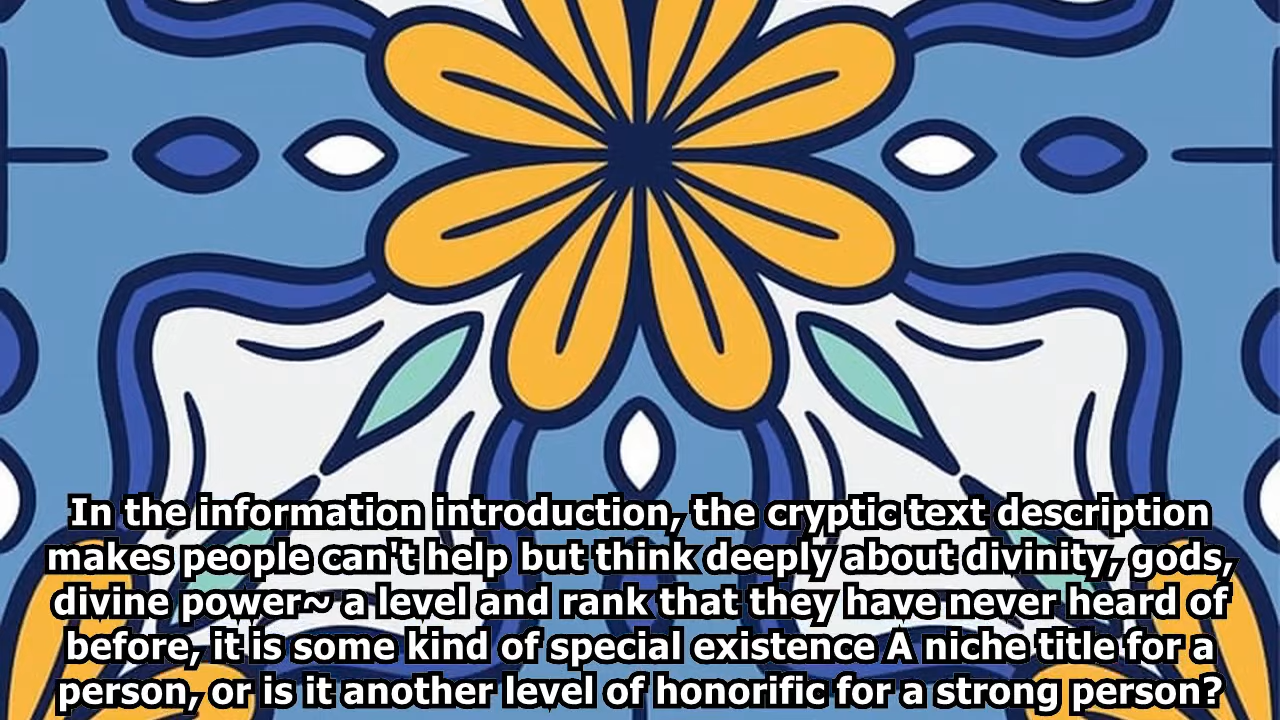 In the information introduction, the cryptic text description
makes people can't help but think deeply about divinity, gods,
divine power~ a level and rank that they have never heard of
before, it is some kind of special existence A niche title for a
person, or is it another level of honorific for a strong person?